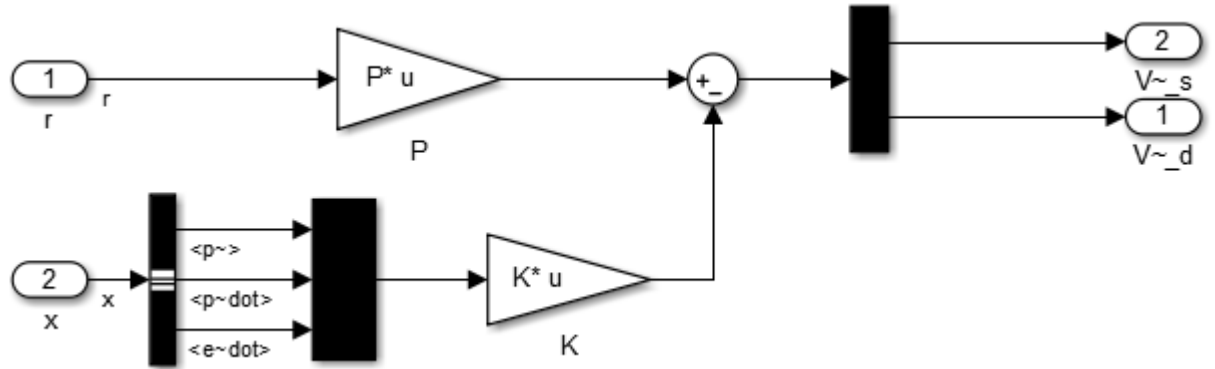 1
r
r
P* u
P
+
-
2
V~_s
1
V~_d
2
x
x
<p~>
<p~dot>
<e~dot>
K* u
K